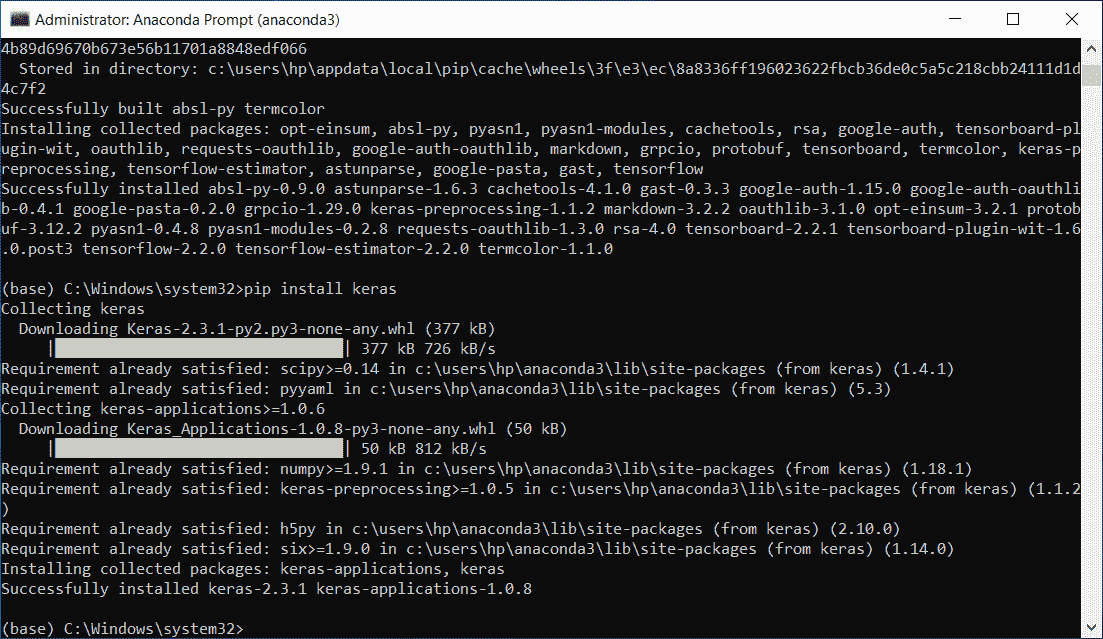 Administrator: Anaconda Prompt (anaconda3)
4b89d69670b673e56b11701a8848edf066
  Stored in directory: c:\users\hp\appdata\local\pip\cache\wheels\3f\e3\ec\8a8336ff196023622fbcb36de0c5a5c218cbb24111d1d
4c7f2
Successfully built absl-py termcolor
Installing collected packages: opt-einsum, absl-py, pyasn1, pyasn1-modules, cachetools, rsa, google-auth, tensorboard-pl
ugin-wit, oauthlib, requests-oauthlib, google-auth-oauthlib, markdown, grpcio, protobuf, tensorboard, termcolor, keras-p
reprocessing, tensorflow-estimator, astunparse, google-pasta, gast, tensorflow
Successfully installed absl-py-0.9.0 astunparse-1.6.3 cachetools-4.1.0 gast-0.3.3 google-auth-1.15.0 google-auth-oauthli
b-0.4.1 google-pasta-0.2.0 grpcio-1.29.0 keras-preprocessing-1.1.2 markdown-3.2.2 oauthlib-3.1.0 opt-einsum-3.2.1 protob
uf-3.12.2 pyasn1-0.4.8 pyasn1-modules-0.2.8 requests-oauthlib-1.3.0 rsa-4.0 tensorboard-2.2.1 tensorboard-plugin-wit-1.6
.0.post3 tensorflow-2.2.0 tensorflow-estimator-2.2.0 termcolor-1.1.0
(base) C:\Windows\system32>pip install keras
Collecting keras
  Downloading Keras-2.3.1-py2.py3-none-any.whl (377 kB)
| | 377 kB 726 kB/s
Requirement already satisfied: scipy>=0.14 in c:\users\hp\anaconda3\lib\site-packages (from keras) (1.4.1)
Requirement already satisfied: pyyaml in c:\users\hp\anaconda3\lib\site-packages (from keras) (5.3)
Collecting keras-applications>=1.0.6
  Downloading Keras_Applications-1.0.8-py3-none-any.whl (50 kB)
| | 50 kB 812 kB/s
Requirement already satisfied: numpy>=1.9.1 in c:\users\hp\anaconda3\lib\site-packages (from keras) (1.18.1)
Requirement already satisfied: keras-preprocessing>=1.0.5 in c:\users\hp\anaconda3\lib\site-packages (from keras) (1.1.2
)
Requirement already satisfied: h5py in c:\users\hp\anaconda3\lib\site-packages (from keras) (2.10.0)
Requirement already satisfied: six>=1.9.0 in c:\users\hp\anaconda3\lib\site-packages (from keras) (1.14.0)
Installing collected packages: keras-applications, keras
Successfully installed keras-2.3.1 keras-applications-1.0.8
(base) C:\Windows\system32>